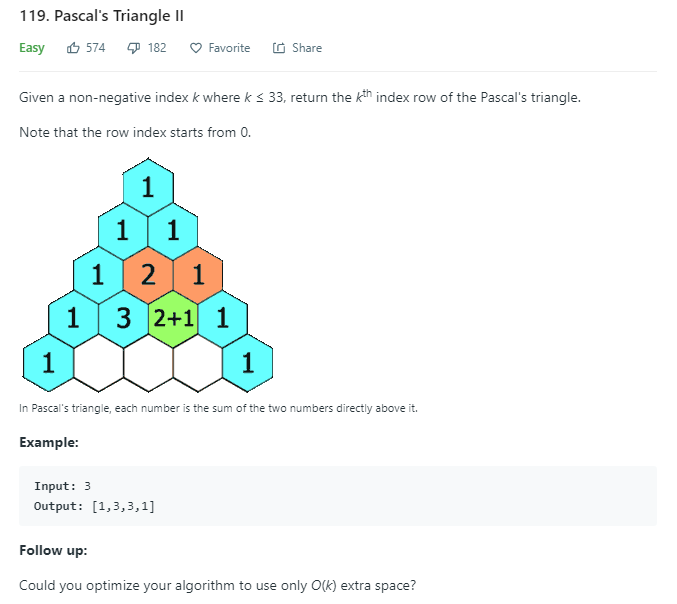 119. Pascal's Triangle II
Easy 574 182 Favorite Share
Given a non-negative index k where k ≤ 33, return the kth index row of the Pascal's triangle.
Note that the row index starts from 0.
1
1 1
1 2 1
1 3 2+1 1
1 1
In Pascal's triangle, each number is the sum of the two numbers directly above it.
Example:
Input: 3
Output: [1,3,3,1]
Follow up:
Could you optimize your algorithm to use only O(k) extra space?